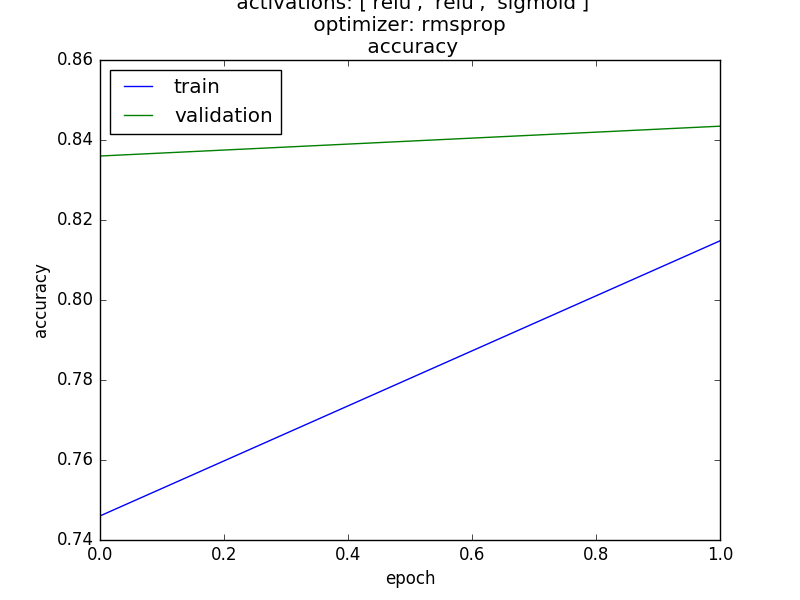 activations: ['relu', 'relu', 'sigmoid']
optimizer: rmsprop
accuracy
0.86
train
validation
0.84
0.82
0.80
accuracy
0.78
0.76
0.74
0.0 0.2 0.4 0.6 0.8 1.0
epoch